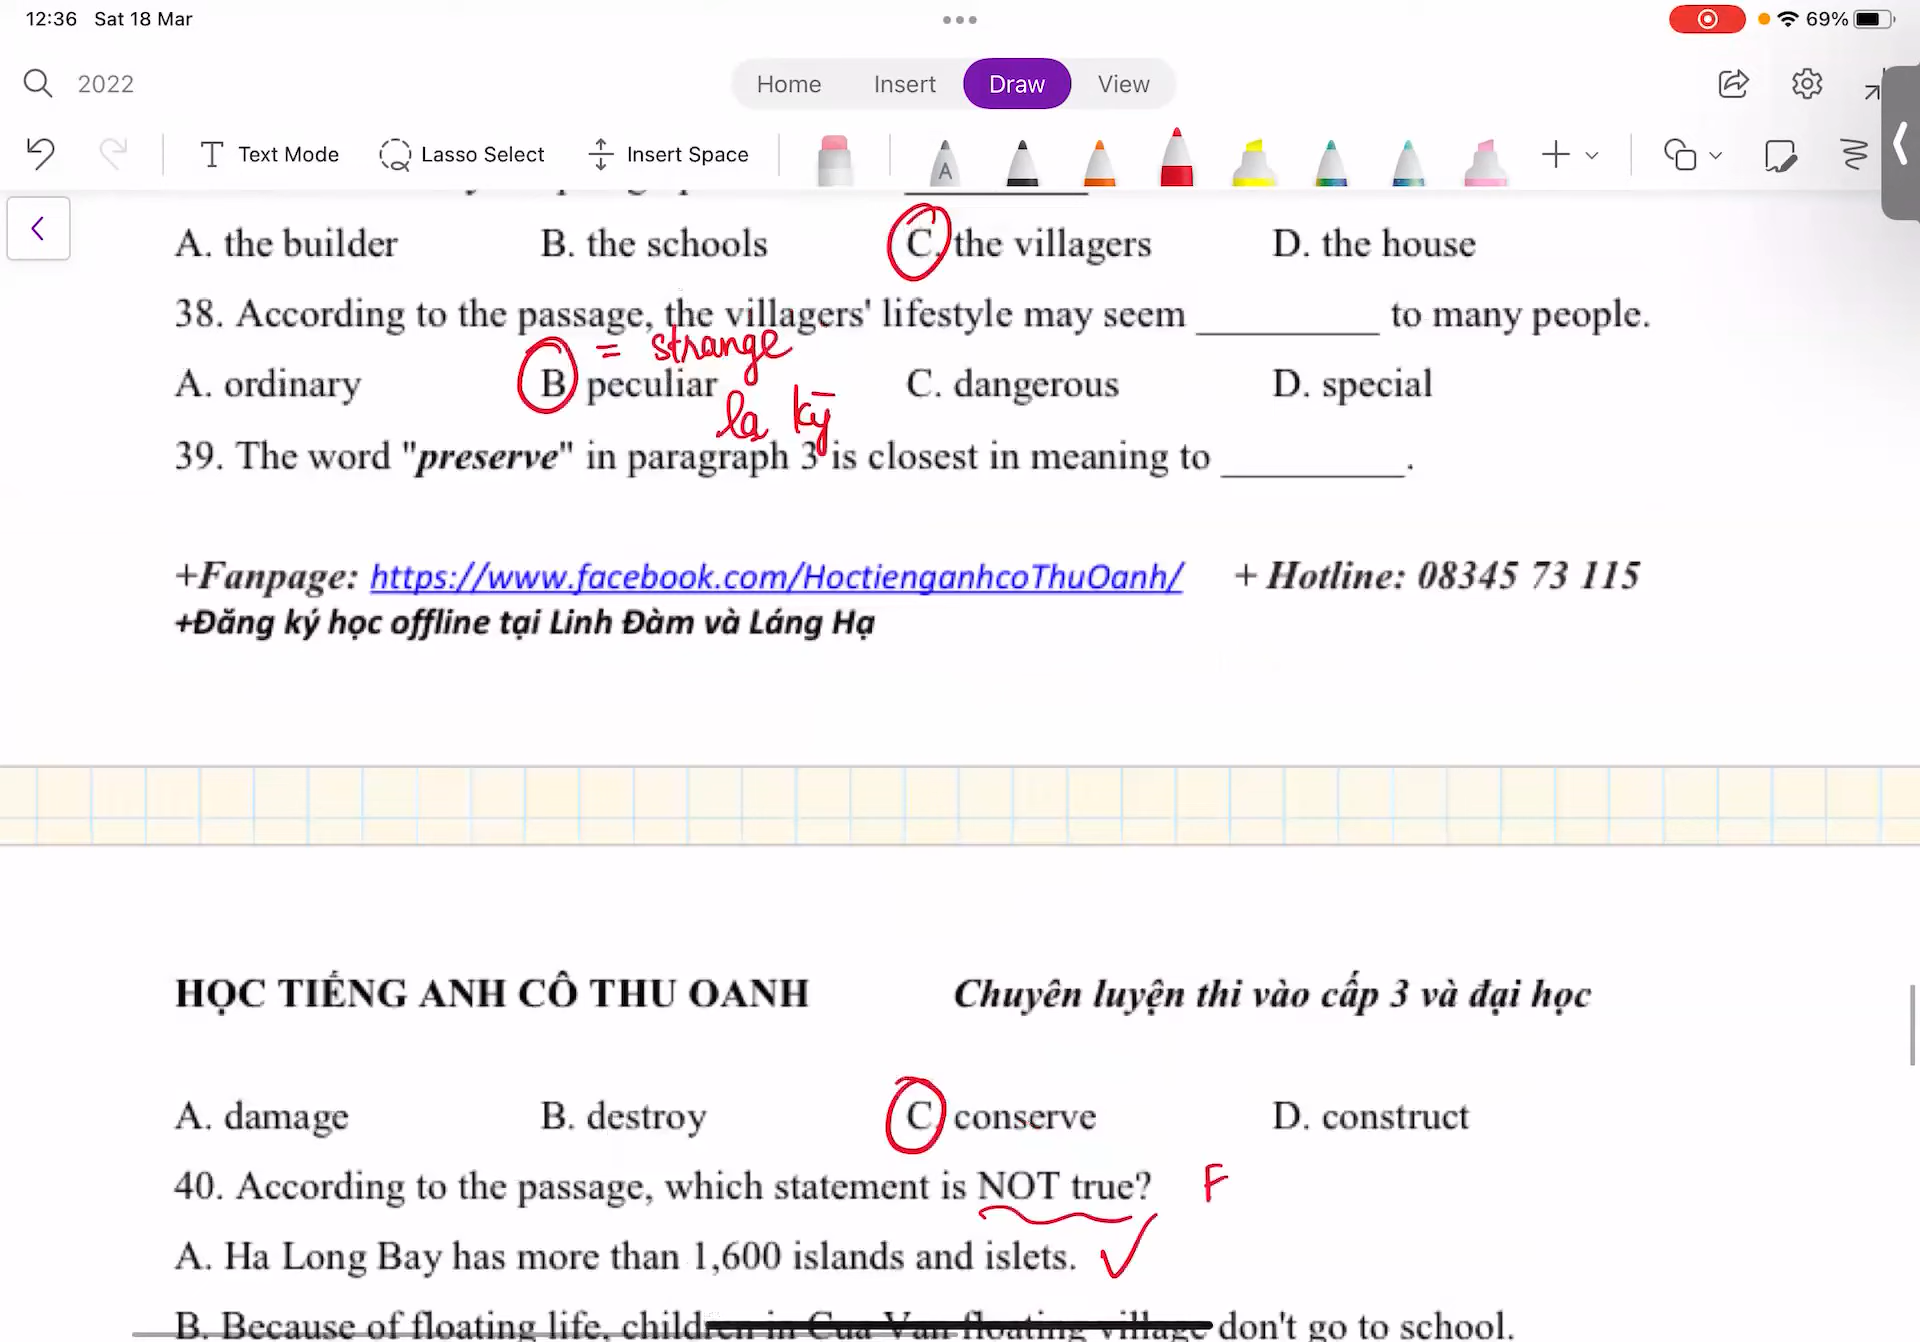 12:36 Sat 18 Mar
69%
2022
Home Insert Draw View
Text Mode Lasso Select Insert Space
A
A. the builder B. the schools C. the villagers D. the house
38. According to the passage, the villagers' lifestyle may seem __________ to many people.
= strange
A. ordinary B peculiar C. dangerous D. special
lạ kỳ
39. The word "preserve" in paragraph 3 is closest in meaning to __________.
+Fanpage: https://www.facebook.com/HoctienganhcoThuOanh/ + Hotline: 08345 73 115
+Đăng ký học offline tại Linh Đàm và Láng Hạ
HỌC TIẾNG ANH CÔ THU OANH Chuyên luyện thi vào cấp 3 và đại học
A. damage B. destroy C. conserve D. construct
40. According to the passage, which statement is NOT true? F
A. Ha Long Bay has more than 1,600 islands and islets.
B. Because of floating life, children in Cua Van floating village don't go to school.